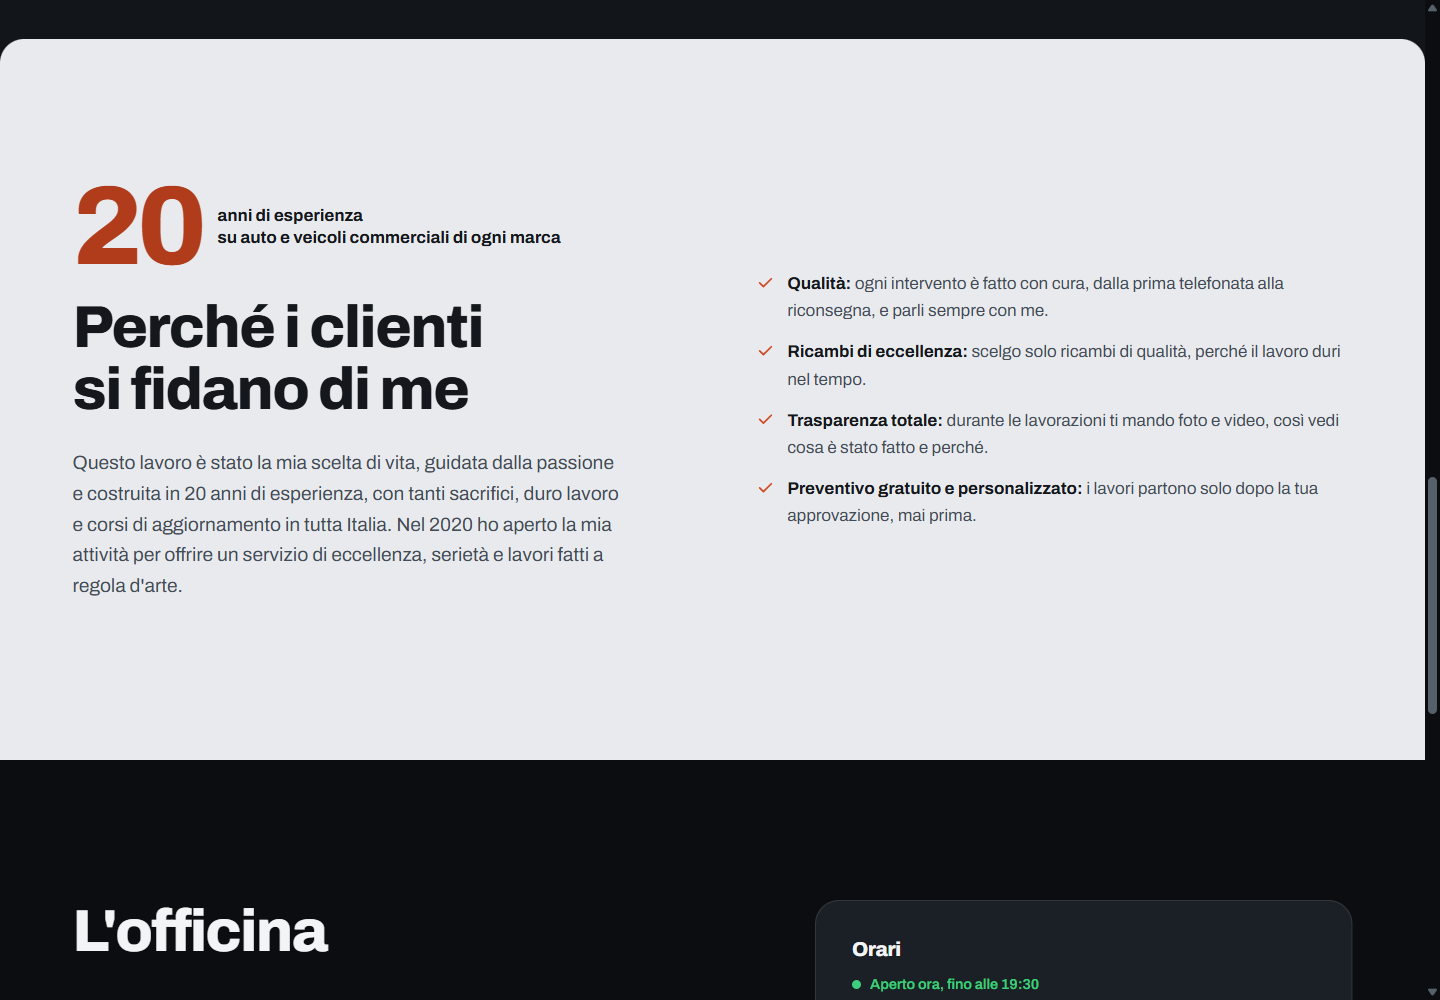 20
anni di esperienza
su auto e veicoli commerciali di ogni marca
Perché i clienti
si fidano di me
Questo lavoro è stato la mia scelta di vita, guidata dalla passione
e costruita in 20 anni di esperienza, con tanti sacrifici, duro lavoro
e corsi di aggiornamento in tutta Italia. Nel 2020 ho aperto la mia
attività per offrire un servizio di eccellenza, serietà e lavori fatti a
regola d'arte.
Qualità: ogni intervento è fatto con cura, dalla prima telefonata alla
riconsegna, e parli sempre con me.
Ricambi di eccellenza: scelgo solo ricambi di qualità, perché il lavoro duri
nel tempo.
Trasparenza totale: durante le lavorazioni ti mando foto e video, così vedi
cosa è stato fatto e perché.
Preventivo gratuito e personalizzato: i lavori partono solo dopo la tua
approvazione, mai prima.
L'officina
Orari
Aperto ora, fino alle 19:30